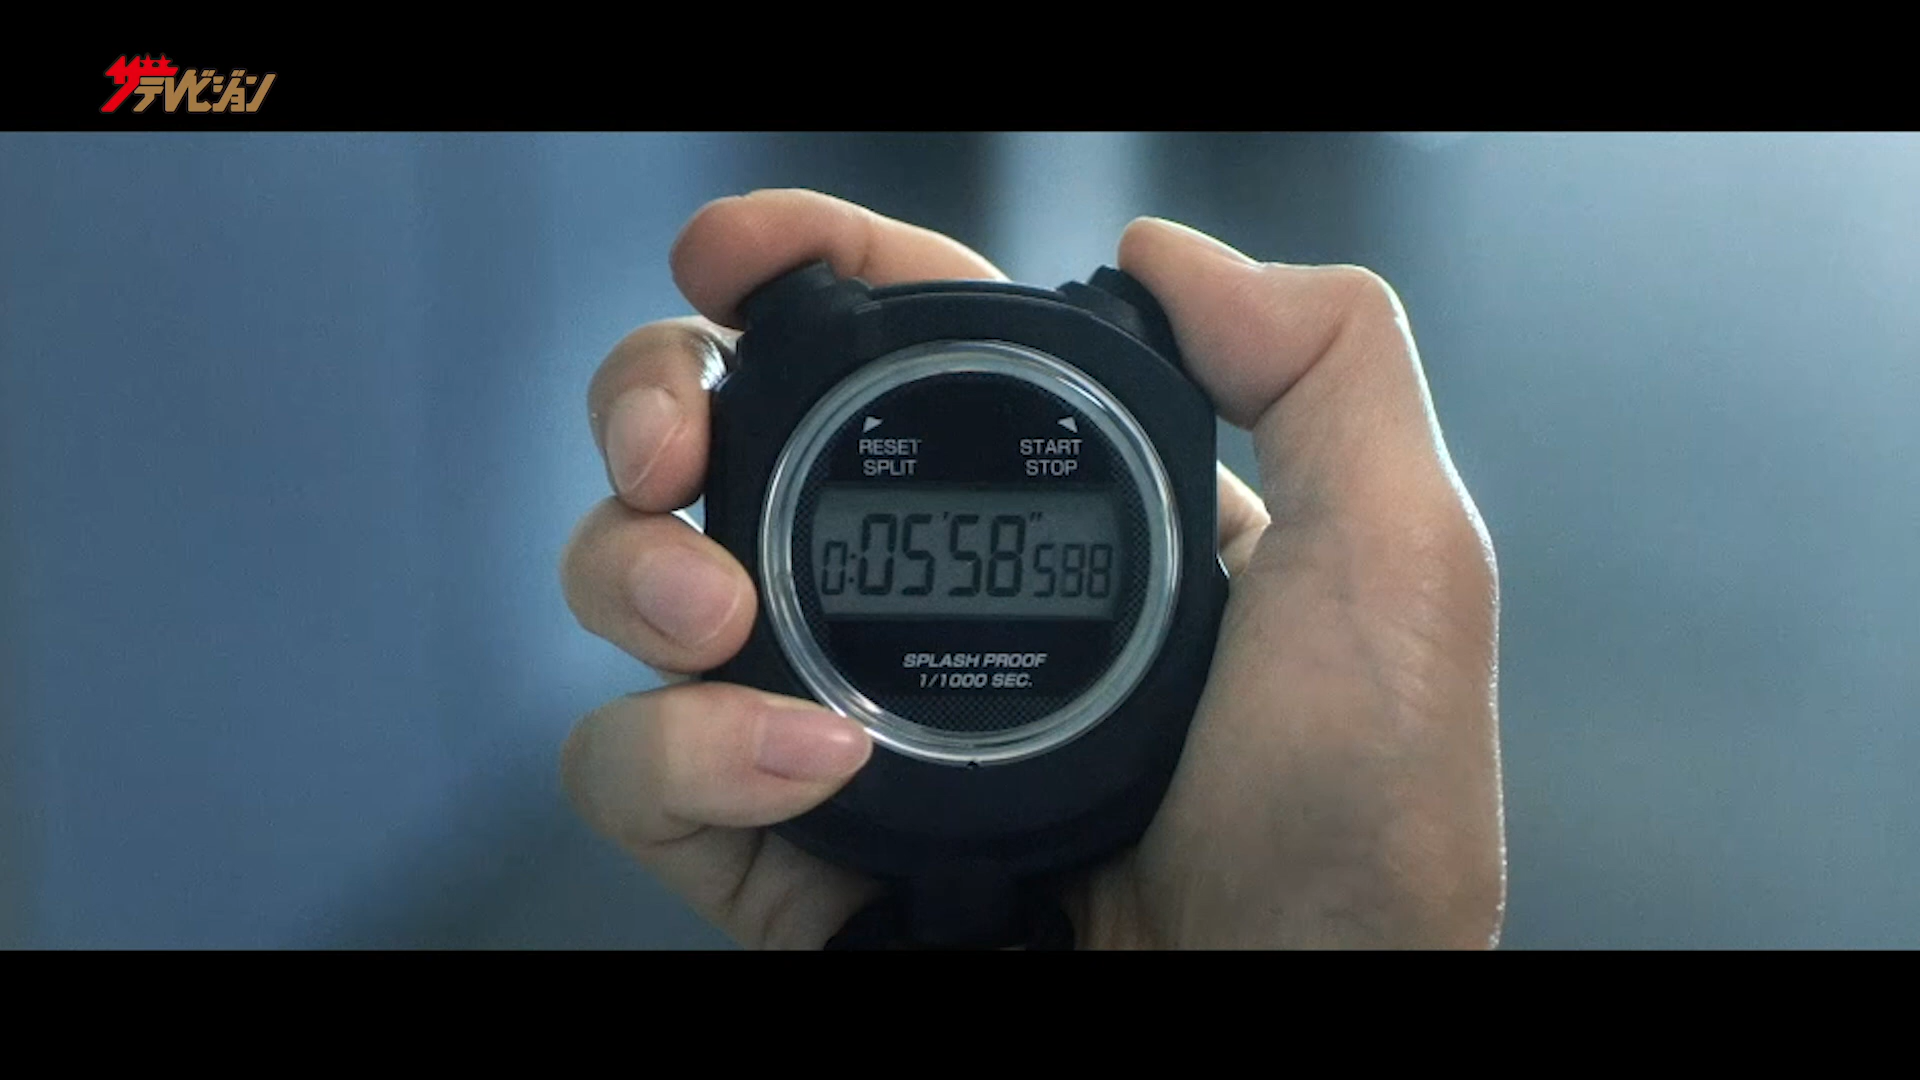 ザテレビジョン
RESET
SPLIT
START
STOP
0:05'58"588
SPLASH PROOF
1/1000 SEC.